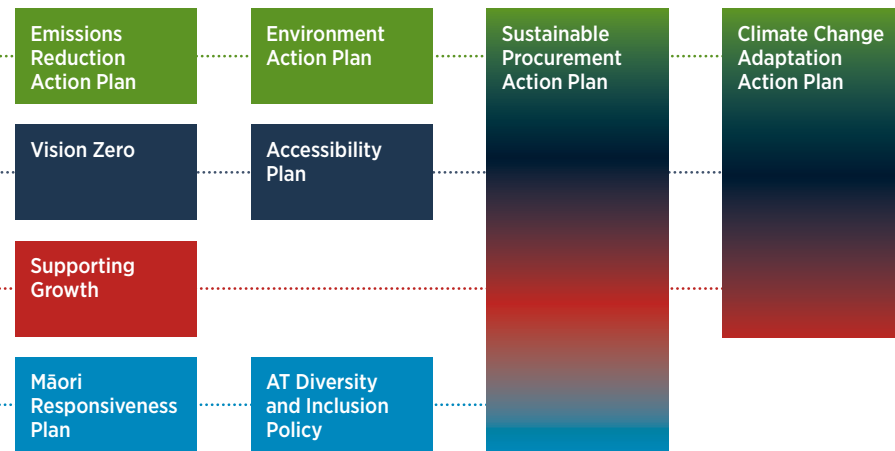 Emissions
Reduction
Action Plan
Environment
Action Plan
Sustainable
Procurement
Action Plan
Climate Change
Adaptation
Action Plan
Vision Zero
Accessibility
Plan
Supporting
Growth
Māori
Responsiveness
Plan
AT Diversity
and Inclusion
Policy